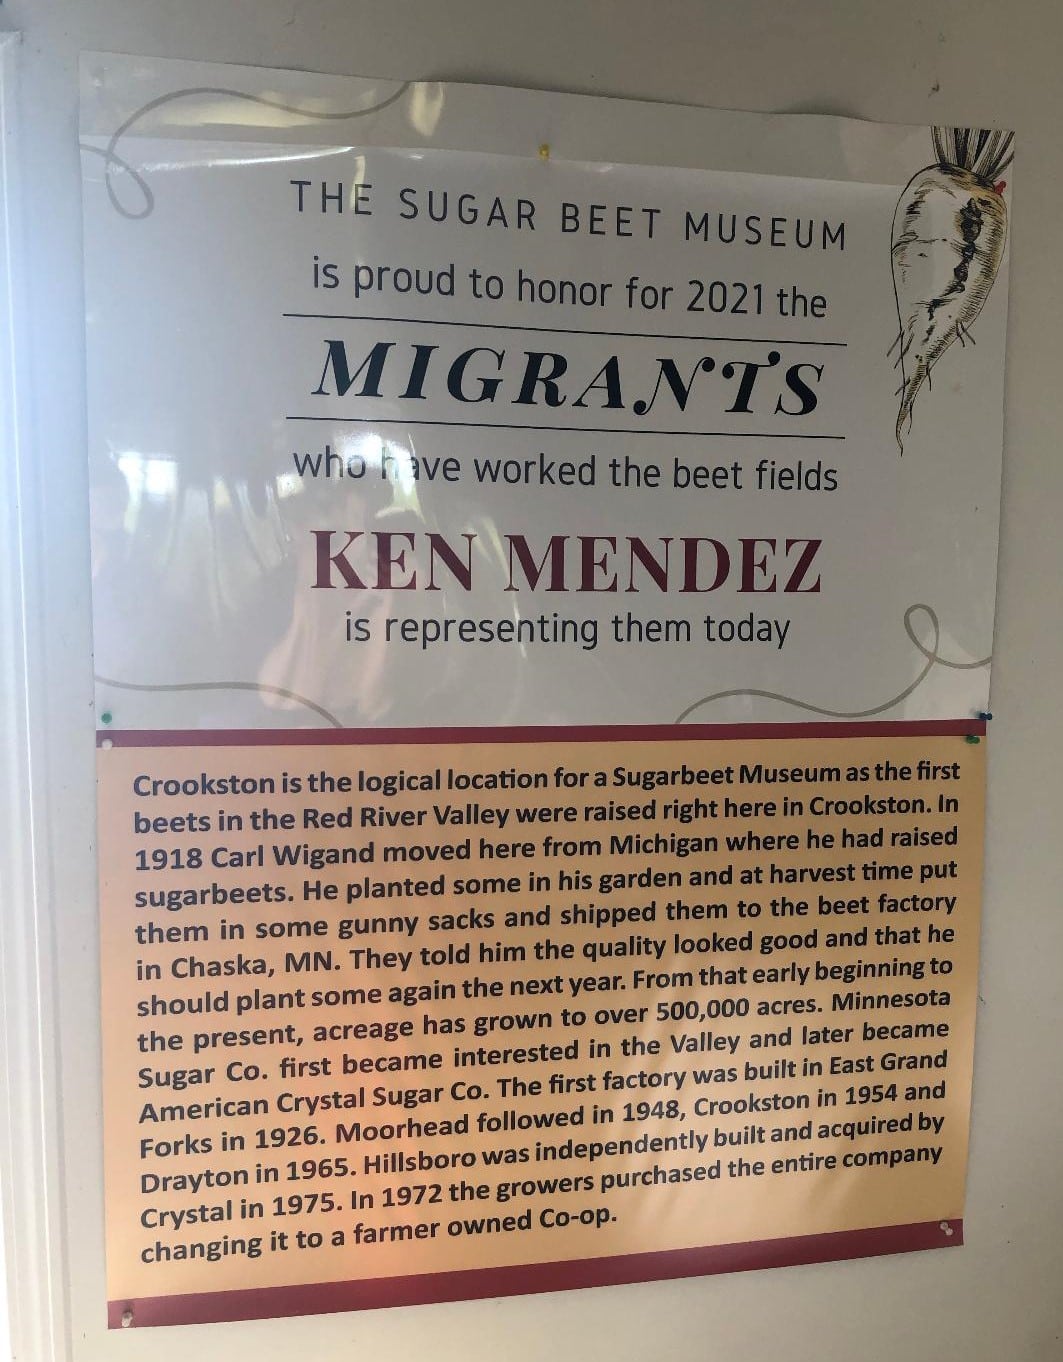 THE SUGAR BEET MUSEUM
is proud to honor for 2021 the
MIGRANTS
who have worked the beet fields
KEN MENDEZ
is representing them today
Crookston is the logical location for a Sugarbeet Museum as the first
beets in the Red River Valley were raised right here in Crookston. In
1918 Carl Wigand moved here from Michigan where he had raised
sugarbeets. He planted some in his garden and at harvest time put
them in some gunny sacks and shipped them to the beet factory
in Chaska, MN. They told him the quality looked good and that he
should plant some again the next year. From that early beginning to
the present, acreage has grown to over 500,000 acres. Minnesota
Sugar Co. first became interested in the Valley and later became
American Crystal Sugar Co. The first factory was built in East Grand
Forks in 1926. Moorhead followed in 1948, Crookston in 1954 and
Drayton in 1965. Hillsboro was independently built and acquired by
Crystal in 1975. In 1972 the growers purchased the entire company
changing it to a farmer owned Co-op.